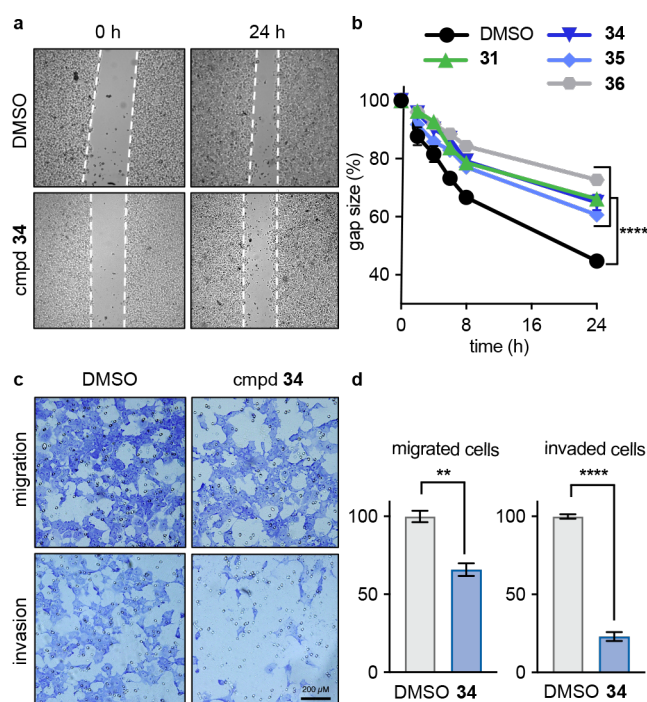 a
0 h
24 h
DMSO
cmpd 34
b
DMSO
34
31
35
36
gap size (%)
100
80
60
40
0
8
16
24
time (h)
****
c
DMSO
cmpd 34
migration
invasion
200 µM
d
migrated cells
**
100
50
0
DMSO 34
invaded cells
****
100
50
0
DMSO 34